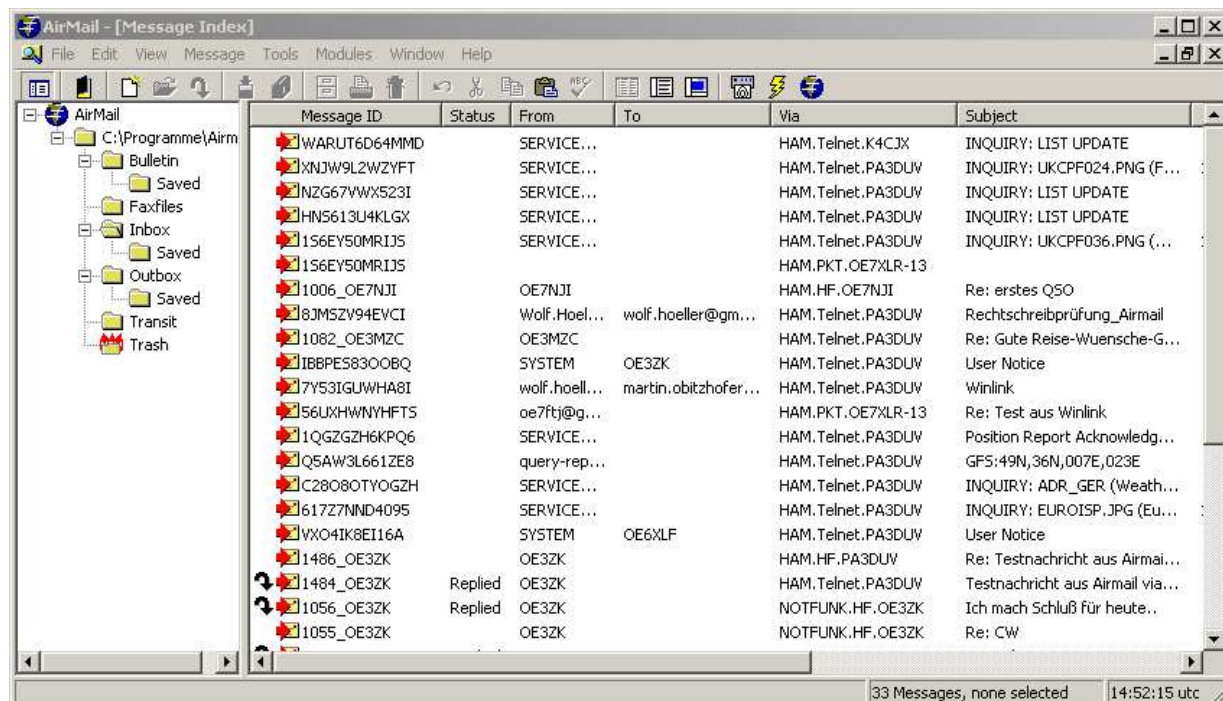 AirMail - [Message Index]
File Edit View Message Tools Modules Window Help
AirMail
C:\Programme\Airm
Bulletin
Saved
Faxfiles
Inbox
Saved
Outbox
Saved
Transit
Trash
Message ID Status From To Via Subject
WARUT6D64MMD SERVICE... HAM.Telnet.K4CJX INQUIRY: LIST UPDATE
XNJW9L2WZYFT SERVICE... HAM.Telnet.PA3DUV INQUIRY: UKCPF024.PNG (F...
NZG67VWX523I SERVICE... HAM.Telnet.PA3DUV INQUIRY: LIST UPDATE
HNS613U4KLGX SERVICE... HAM.Telnet.PA3DUV INQUIRY: LIST UPDATE
1S6EY50MRIJS SERVICE... HAM.Telnet.PA3DUV INQUIRY: UKCPF036.PNG (...
1S6EY50MRIJS HAM.PKT.OE7XLR-13
1006_OE7NJI OE7NJI HAM.HF.OE7NJI Re: erstes QSO
8JMSZV94EVCI Wolf.Hoel... wolf.hoeller@gm... HAM.Telnet.PA3DUV Rechtschreibprüfung_Airmail
1082_OE3MZC OE3MZC HAM.Telnet.PA3DUV Re: Gute Reise-Wuensche-G...
IBBPES83OOBQ SYSTEM OE3ZK HAM.Telnet.PA3DUV User Notice
7Y53IGUWHA8I wolf.hoell... martin.obitzhofer... HAM.Telnet.PA3DUV Winlink
56UXHWNYHFTS oe7ftj@g... HAM.PKT.OE7XLR-13 Re: Test aus Winlink
1QGZGZH6KPQ6 SERVICE... HAM.Telnet.PA3DUV Position Report Acknowledg...
Q5AW3L661ZE8 query-rep... HAM.Telnet.PA3DUV GFS:49N,36N,007E,023E
C28O8OTYOGZH SERVICE... HAM.Telnet.PA3DUV INQUIRY: ADR_GER (Weath...
617Z7NND4095 SERVICE... HAM.Telnet.PA3DUV INQUIRY: EUROISP.JPG (Eu...
VXO4IK8EI16A SYSTEM OE6XLF HAM.Telnet.PA3DUV User Notice
1486_OE3ZK OE3ZK HAM.HF.PA3DUV Re: Testnachricht aus Airmai...
1484_OE3ZK Replied OE3ZK HAM.Telnet.PA3DUV Testnachricht aus Airmail via...
1056_OE3ZK Replied OE3ZK NOTFUNK.HF.OE3ZK Ich mach Schluß für heute..
1055_OE3ZK OE3ZK NOTFUNK.HF.OE3ZK Re: CW
33 Messages, none selected 14:52:15 utc